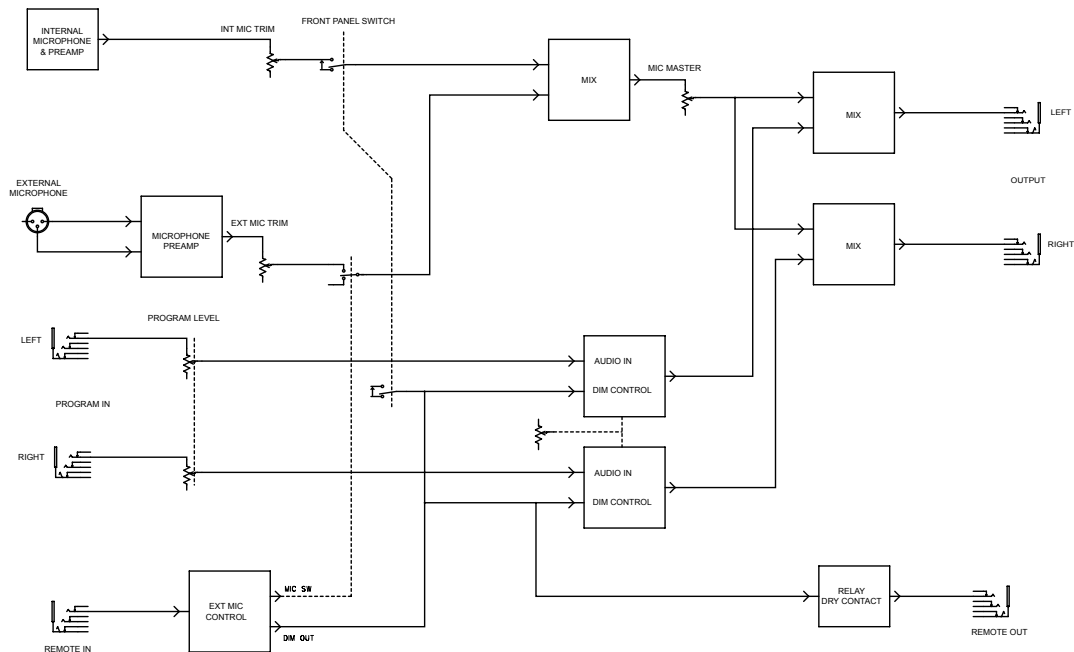 INTERNAL
MICROPHONE
& PREAMP
INT MIC TRIM
FRONT PANEL SWITCH
MIX
MIC MASTER
MIX
LEFT
EXTERNAL
MICROPHONE
MICROPHONE
PREAMP
EXT MIC TRIM
OUTPUT
MIX
RIGHT
PROGRAM LEVEL
LEFT
AUDIO IN
DIM CONTROL
PROGRAM IN
RIGHT
AUDIO IN
DIM CONTROL
EXT MIC
CONTROL
MIC SW
DIM OUT
REMOTE IN
RELAY
DRY CONTACT
REMOTE OUT